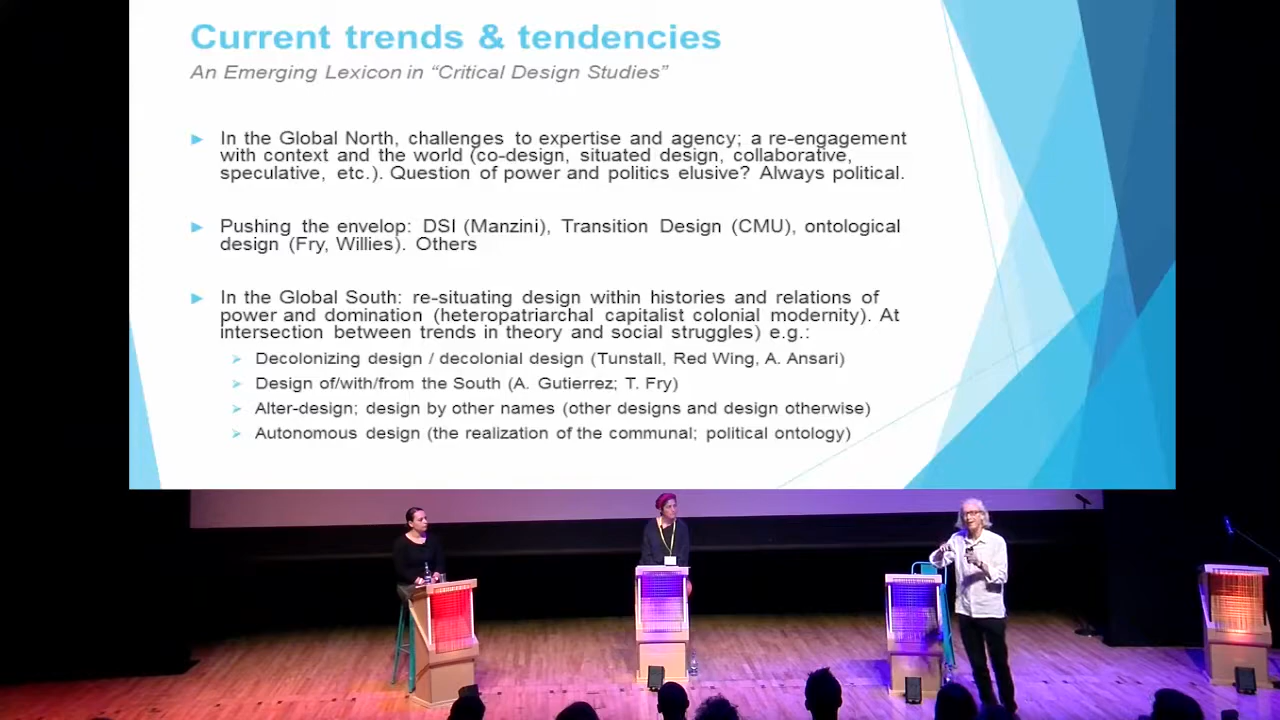 Current trends & tendencies
An Emerging Lexicon in “Critical Design Studies”
In the Global North, challenges to expertise and agency; a re-engagement
with context and the world (co-design, situated design, collaborative,
speculative, etc.). Question of power and politics elusive? Always political.
Pushing the envelop: DSI (Manzini), Transition Design (CMU), ontological
design (Fry, Willies). Others
In the Global South: re-situating design within histories and relations of
power and domination (heteropatriarchal capitalist colonial modernity). At
intersection between trends in theory and social struggles) e.g.:
Decolonizing design / decolonial design (Tunstall, Red Wing, A. Ansari)
Design of/with/from the South (A. Gutierrez; T. Fry)
Alter-design; design by other names (other designs and design otherwise)
Autonomous design (the realization of the communal; political ontology)